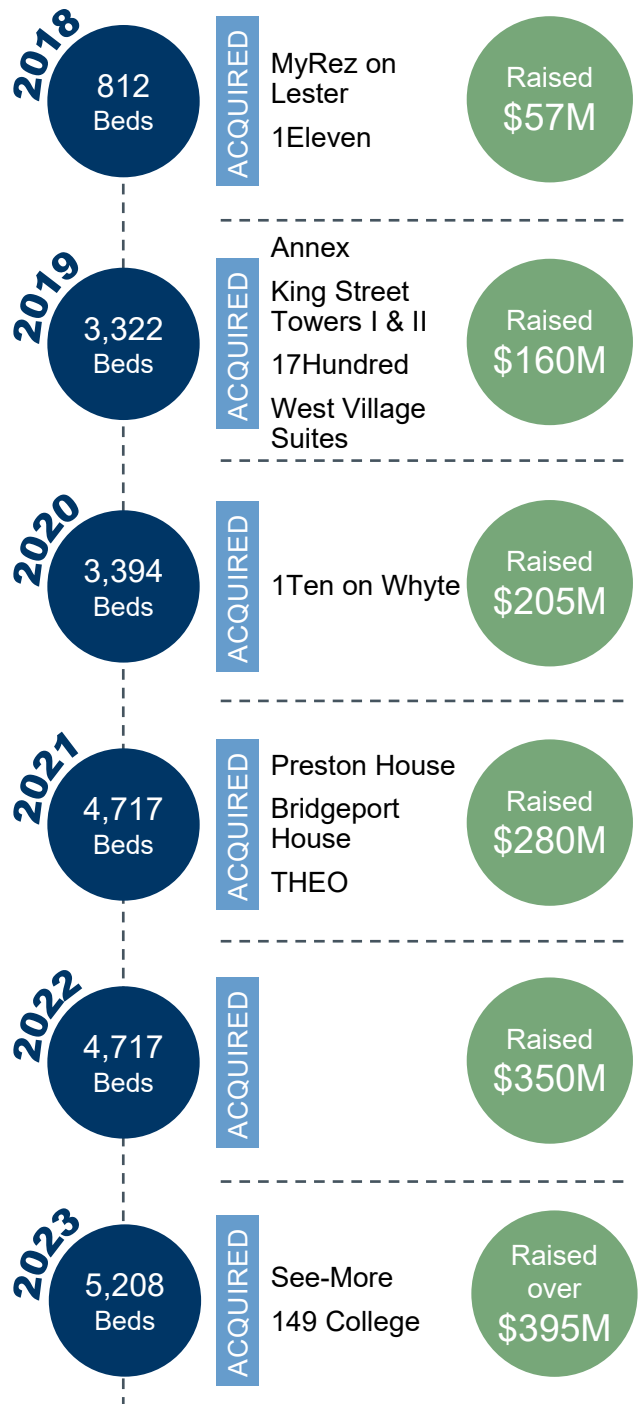 2018
812
Beds
ACQUIRED
MyRez on
Lester
1Eleven
Raised
$57M
2019
3,322
Beds
ACQUIRED
Annex
King Street
Towers I & II
17Hundred
West Village
Suites
Raised
$160M
2020
3,394
Beds
ACQUIRED
1Ten on Whyte
Raised
$205M
2021
4,717
Beds
ACQUIRED
Preston House
Bridgeport
House
THEO
Raised
$280M
2022
4,717
Beds
ACQUIRED
Raised
$350M
2023
5,208
Beds
ACQUIRED
See-More
149 College
Raised
over
$395M